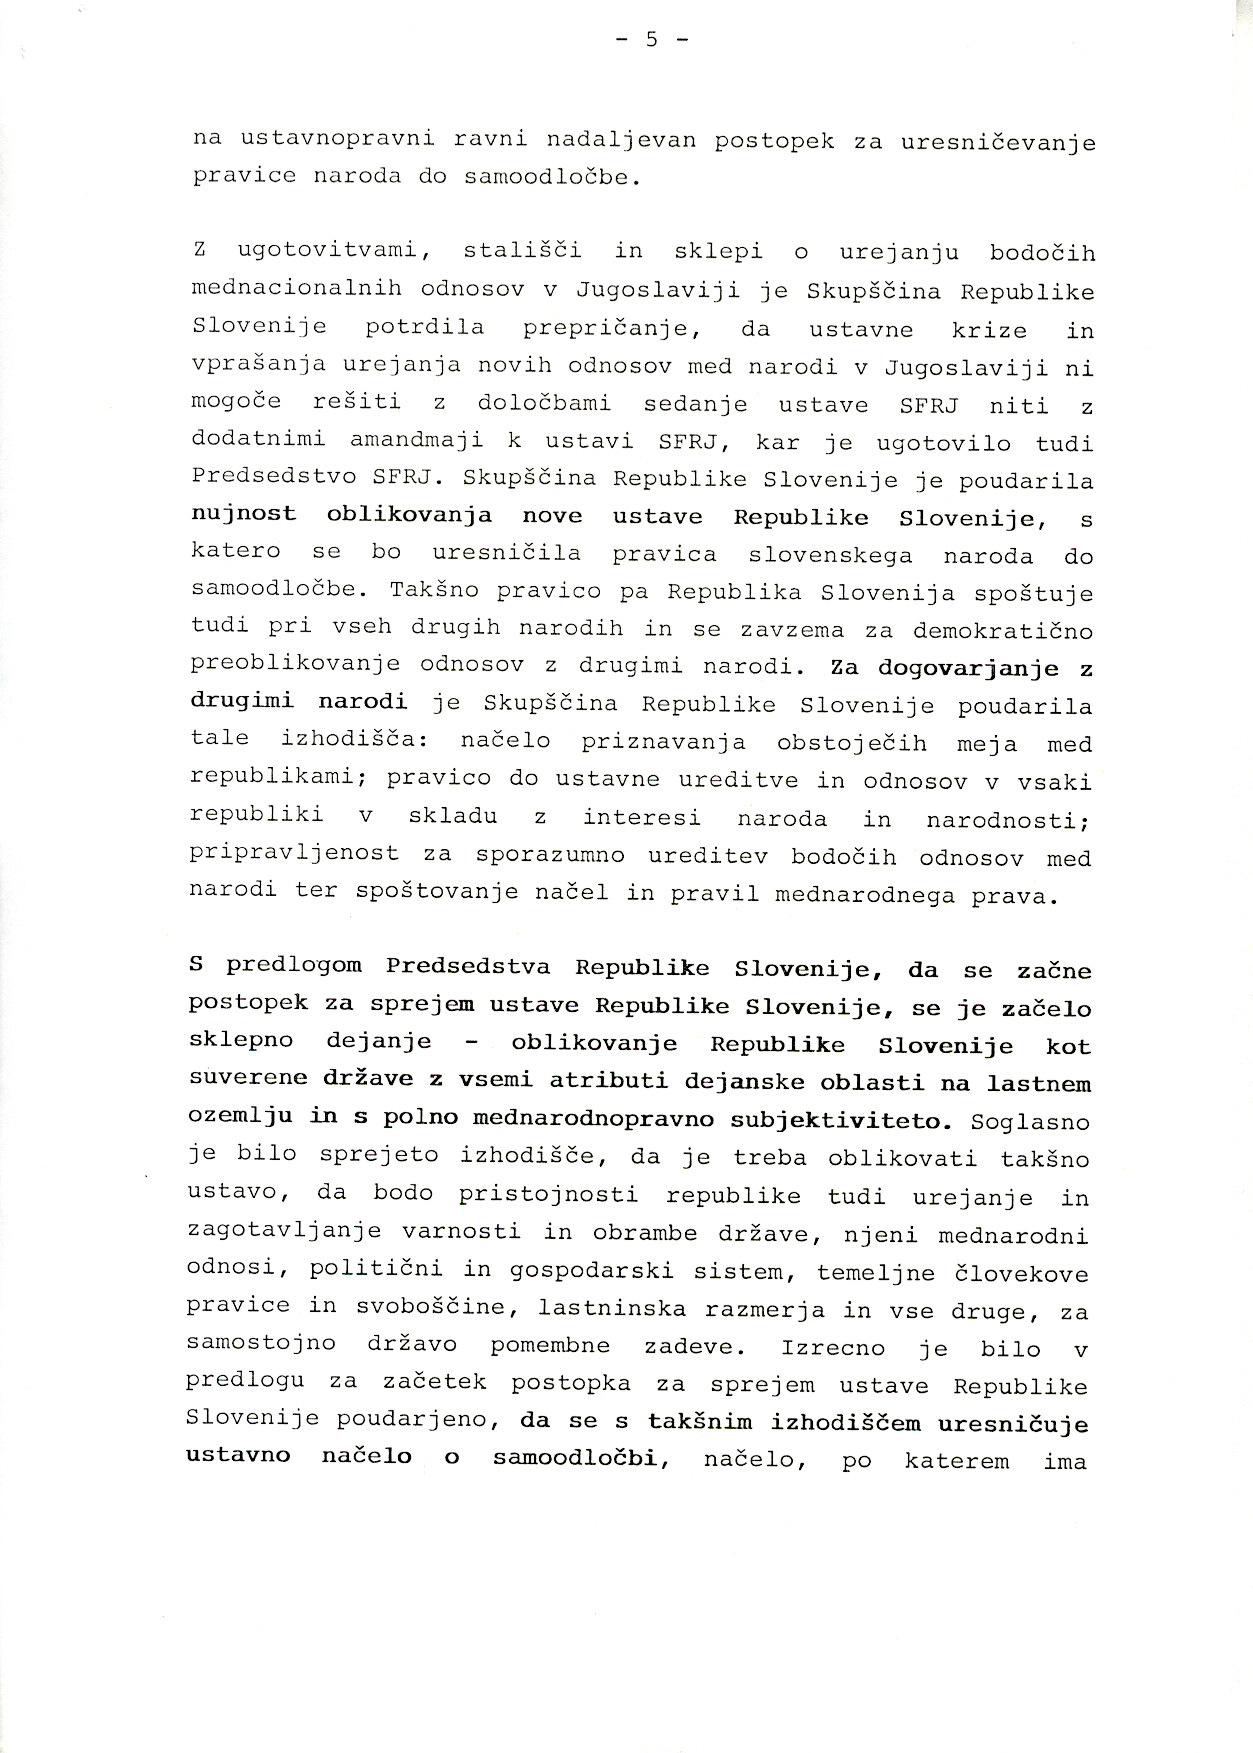 - 5 -
na ustavnopravni ravni nadaljevan postopek za uresničevanje
pravice naroda do samoodločbe.
Z ugotovitvami, stališči in sklepi o urejanju bodočih
mednacionalnih odnosov v Jugoslaviji je Skupščina Republike
Slovenije potrdila prepričanje, da ustavne krize in
vprašanja urejanja novih odnosov med narodi v Jugoslaviji ni
mogoče rešiti z določbami sedanje ustave SFRJ niti z
dodatnimi amandmaji k ustavi SFRJ, kar je ugotovilo tudi
Predsedstvo SFRJ. Skupščina Republike Slovenije je poudarila
nujnost oblikovanja nove ustave Republike Slovenije, s
katero se bo uresničila pravica slovenskega naroda do
samoodločbe. Takšno pravico pa Republika Slovenija spoštuje
tudi pri vseh drugih narodih in se zavzema za demokratično
preoblikovanje odnosov z drugimi narodi. Za dogovarjanje z
drugimi narodi je Skupščina Republike Slovenije poudarila
tale izhodišča: načelo priznavanja obstoječih meja med
republikami; pravico do ustavne ureditve in odnosov v vsaki
republiki v skladu z interesi naroda in narodnosti;
pripravljenost za sporazumno ureditev bodočih odnosov med
narodi ter spoštovanje načel in pravil mednarodnega prava.
S predlogom Predsedstva Republike Slovenije, da se začne
postopek za sprejem ustave Republike Slovenije, se je začelo
sklepno dejanje - oblikovanje Republike Slovenije kot
suverene države z vsemi atributi dejanske oblasti na lastnem
ozemlju in s polno mednarodnopravno subjektiviteto. Soglasno
je bilo sprejeto izhodišče, da je treba oblikovati takšno
ustavo, da bodo pristojnosti republike tudi urejanje in
zagotavljanje varnosti in obrambe države, njeni mednarodni
odnosi, politični in gospodarski sistem, temeljne človekove
pravice in svoboščine, lastninska razmerja in vse druge, za
samostojno državo pomembne zadeve. Izrecno je bilo v
predlogu za začetek postopka za sprejem ustave Republike
Slovenije poudarjeno, da se s takšnim izhodiščem uresničuje
ustavno načelo o samoodločbi, načelo, po katerem ima